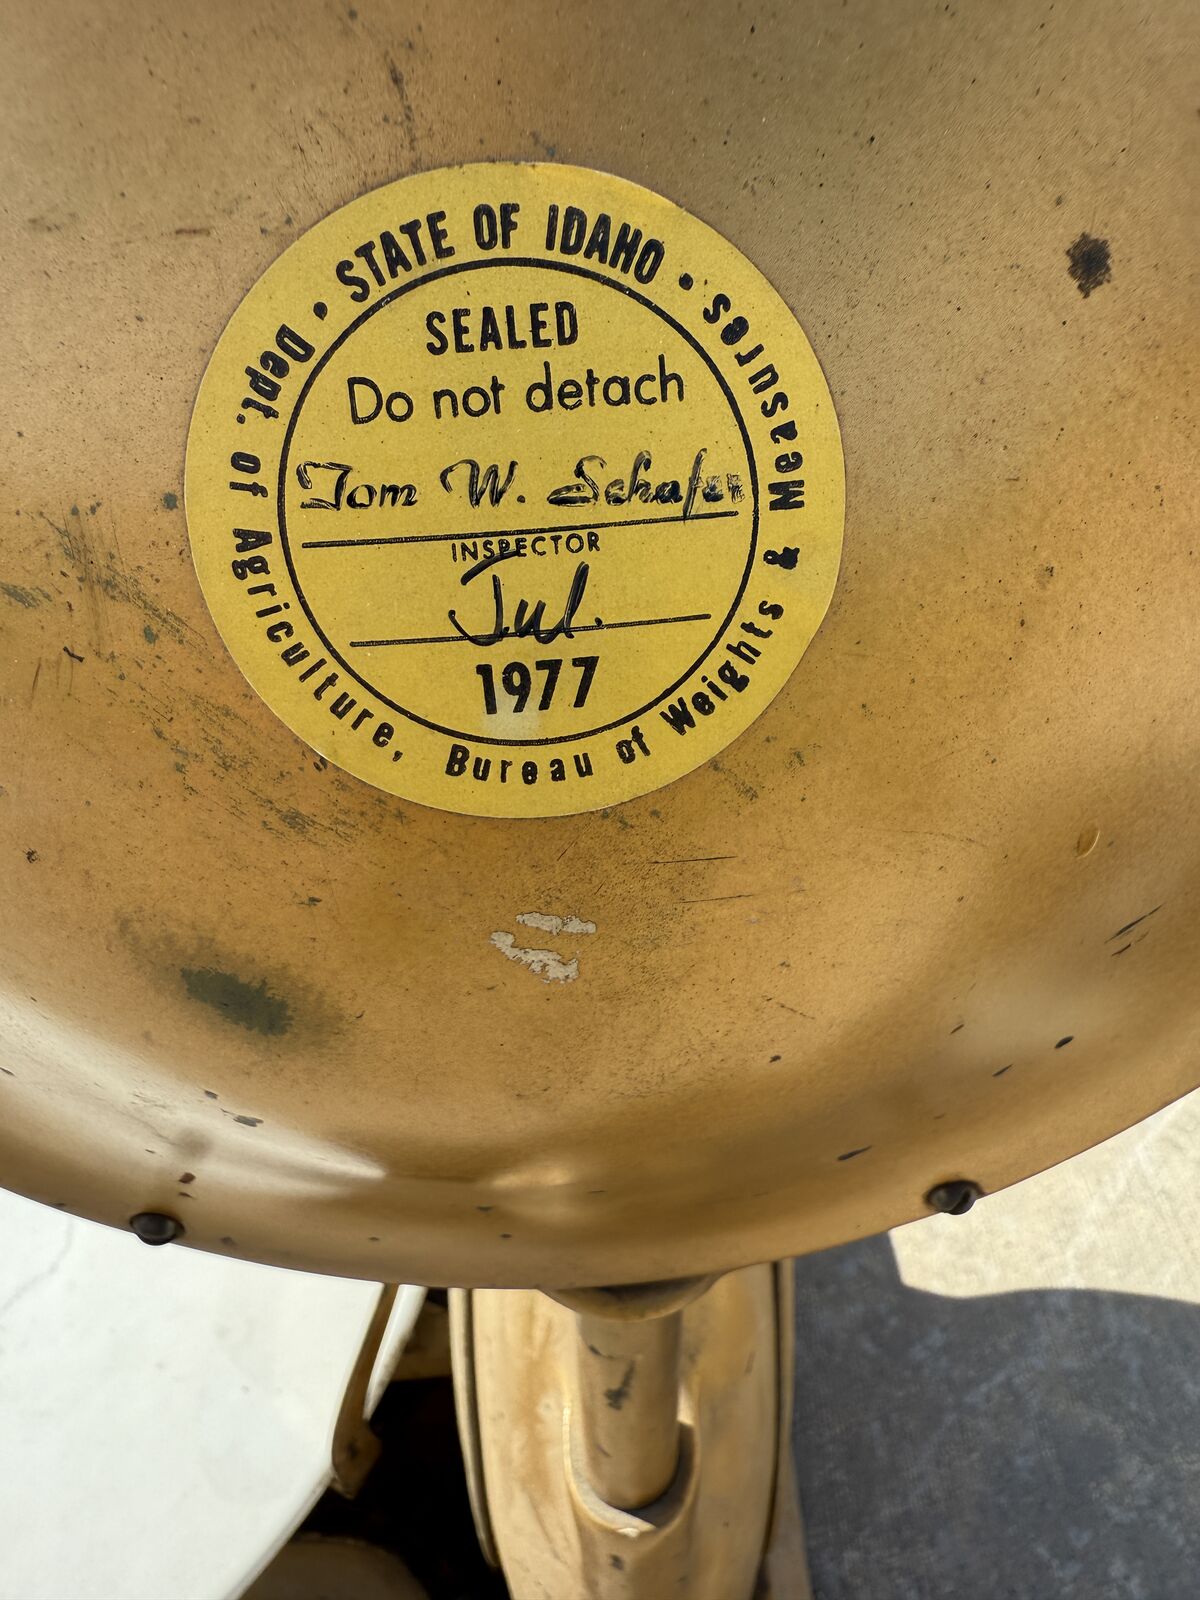 • STATE OF IDAHO •
Dept. of Agriculture, Bureau of Weights & Measures
SEALED
Do not detach
Tom W. Schafer
INSPECTOR
Jul.
1977